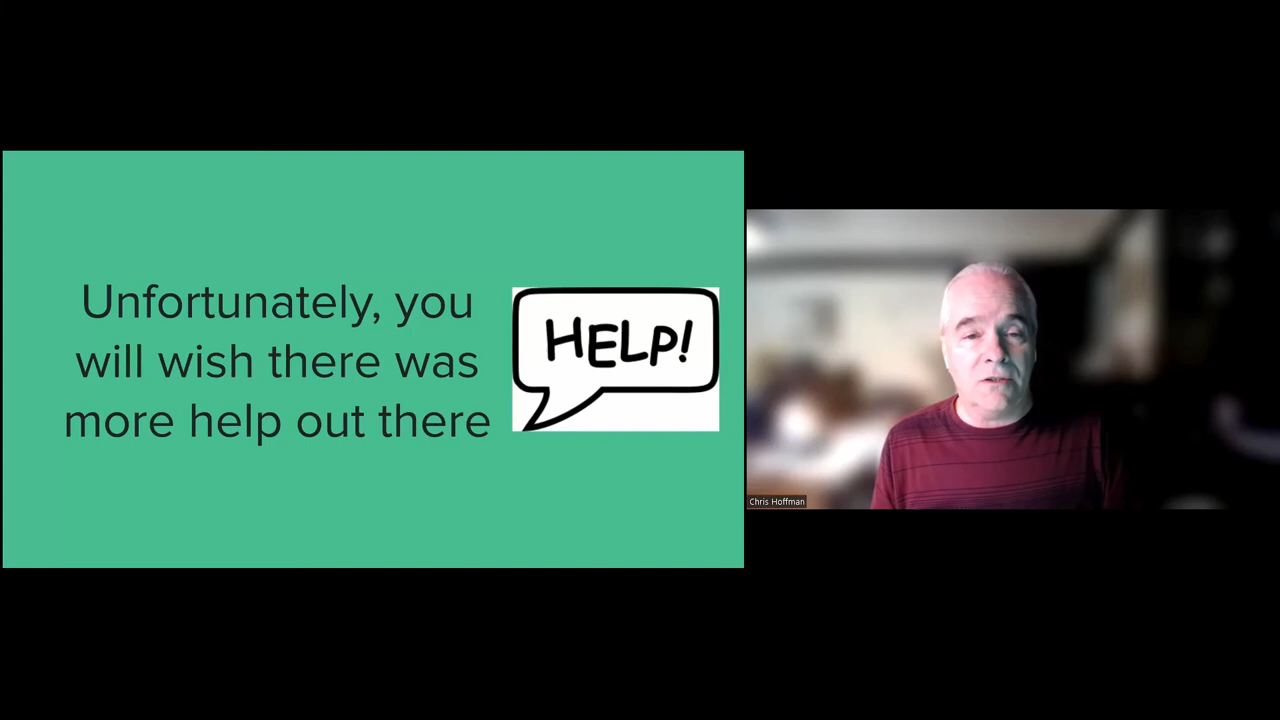 Unfortunately, you
will wish there was
more help out there
HELP!
Chris Hoffman